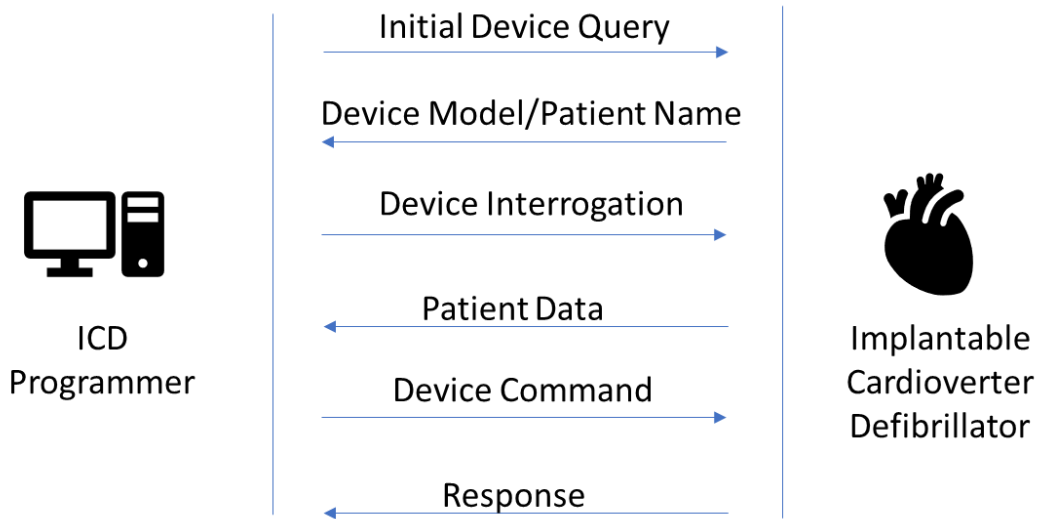 Initial Device Query
Device Model/Patient Name
Device Interrogation
Patient Data
Device Command
Response
ICD
Programmer
Implantable
Cardioverter
Defibrillator